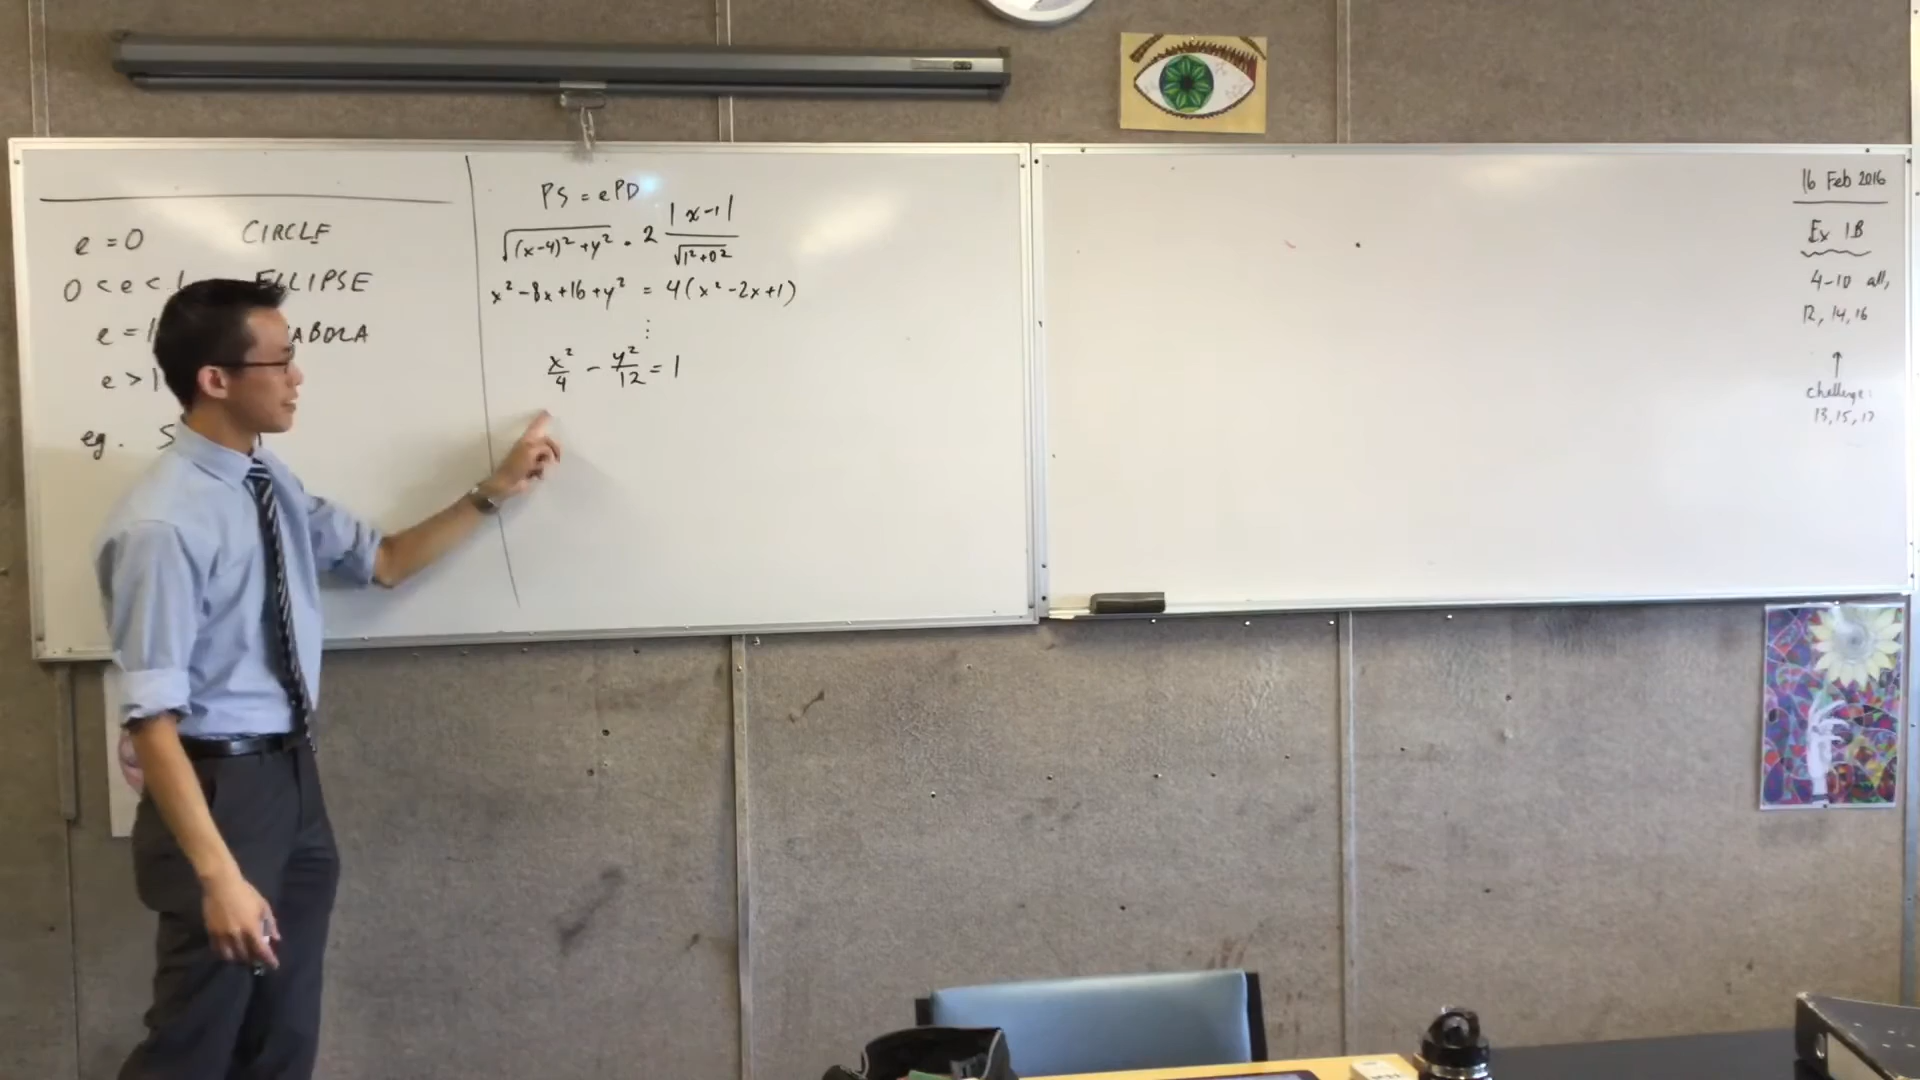 e = 0 CIRCLE
0 < e < 1 ELLIPSE
e = 1 ABOLA
e > 1
eg. S
PS = ePD
√((x-4)² + y²) = 2 |x-1| / √(1²+0²)
x² - 8x + 16 + y² = 4(x² - 2x + 1)
⋮
x²/4 - y²/12 = 1
16 Feb 2016
Ex 1B
4-10 all,
12, 14, 16
↑
challenge:
13, 15, 17